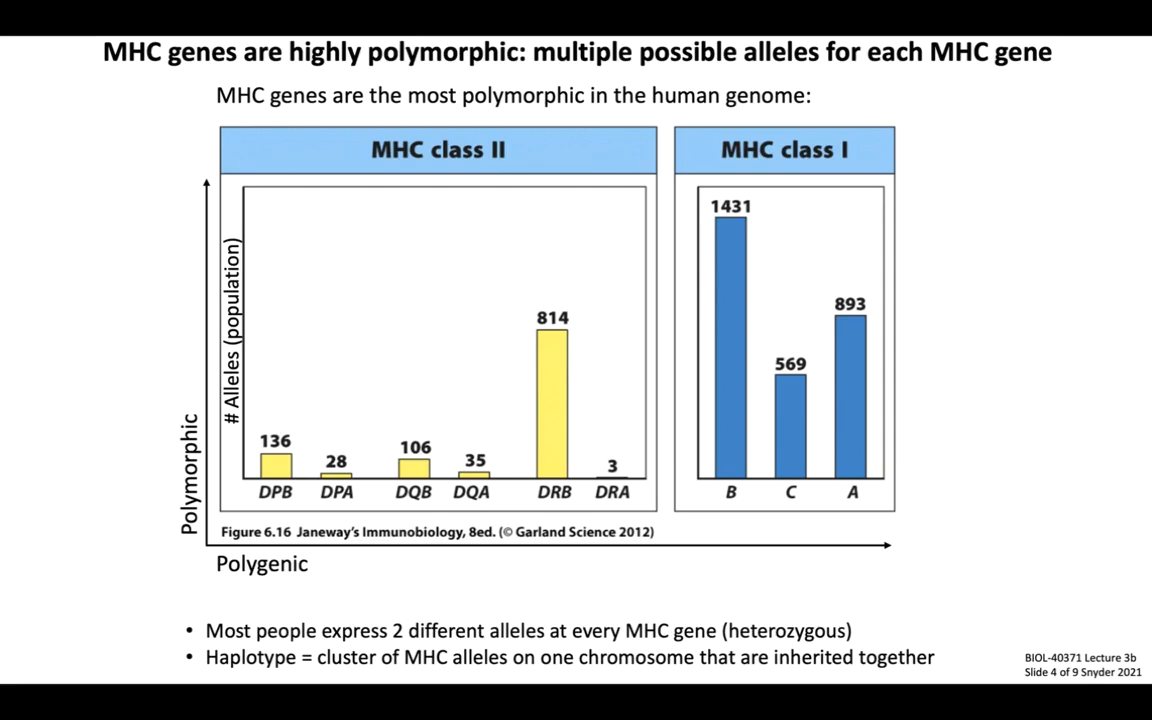 MHC genes are highly polymorphic: multiple possible alleles for each MHC gene
MHC genes are the most polymorphic in the human genome:
MHC class II
MHC class I
Polymorphic
# Alleles (population)
136
28
106
35
814
3
1431
569
893
DPB DPA DQB DQA DRB DRA
B C A
Figure 6.16 Janeway's Immunobiology, 8ed. (© Garland Science 2012)
Polygenic
• Most people express 2 different alleles at every MHC gene (heterozygous)
• Haplotype = cluster of MHC alleles on one chromosome that are inherited together
BIOL-40371 Lecture 3b
Slide 4 of 9 Snyder 2021